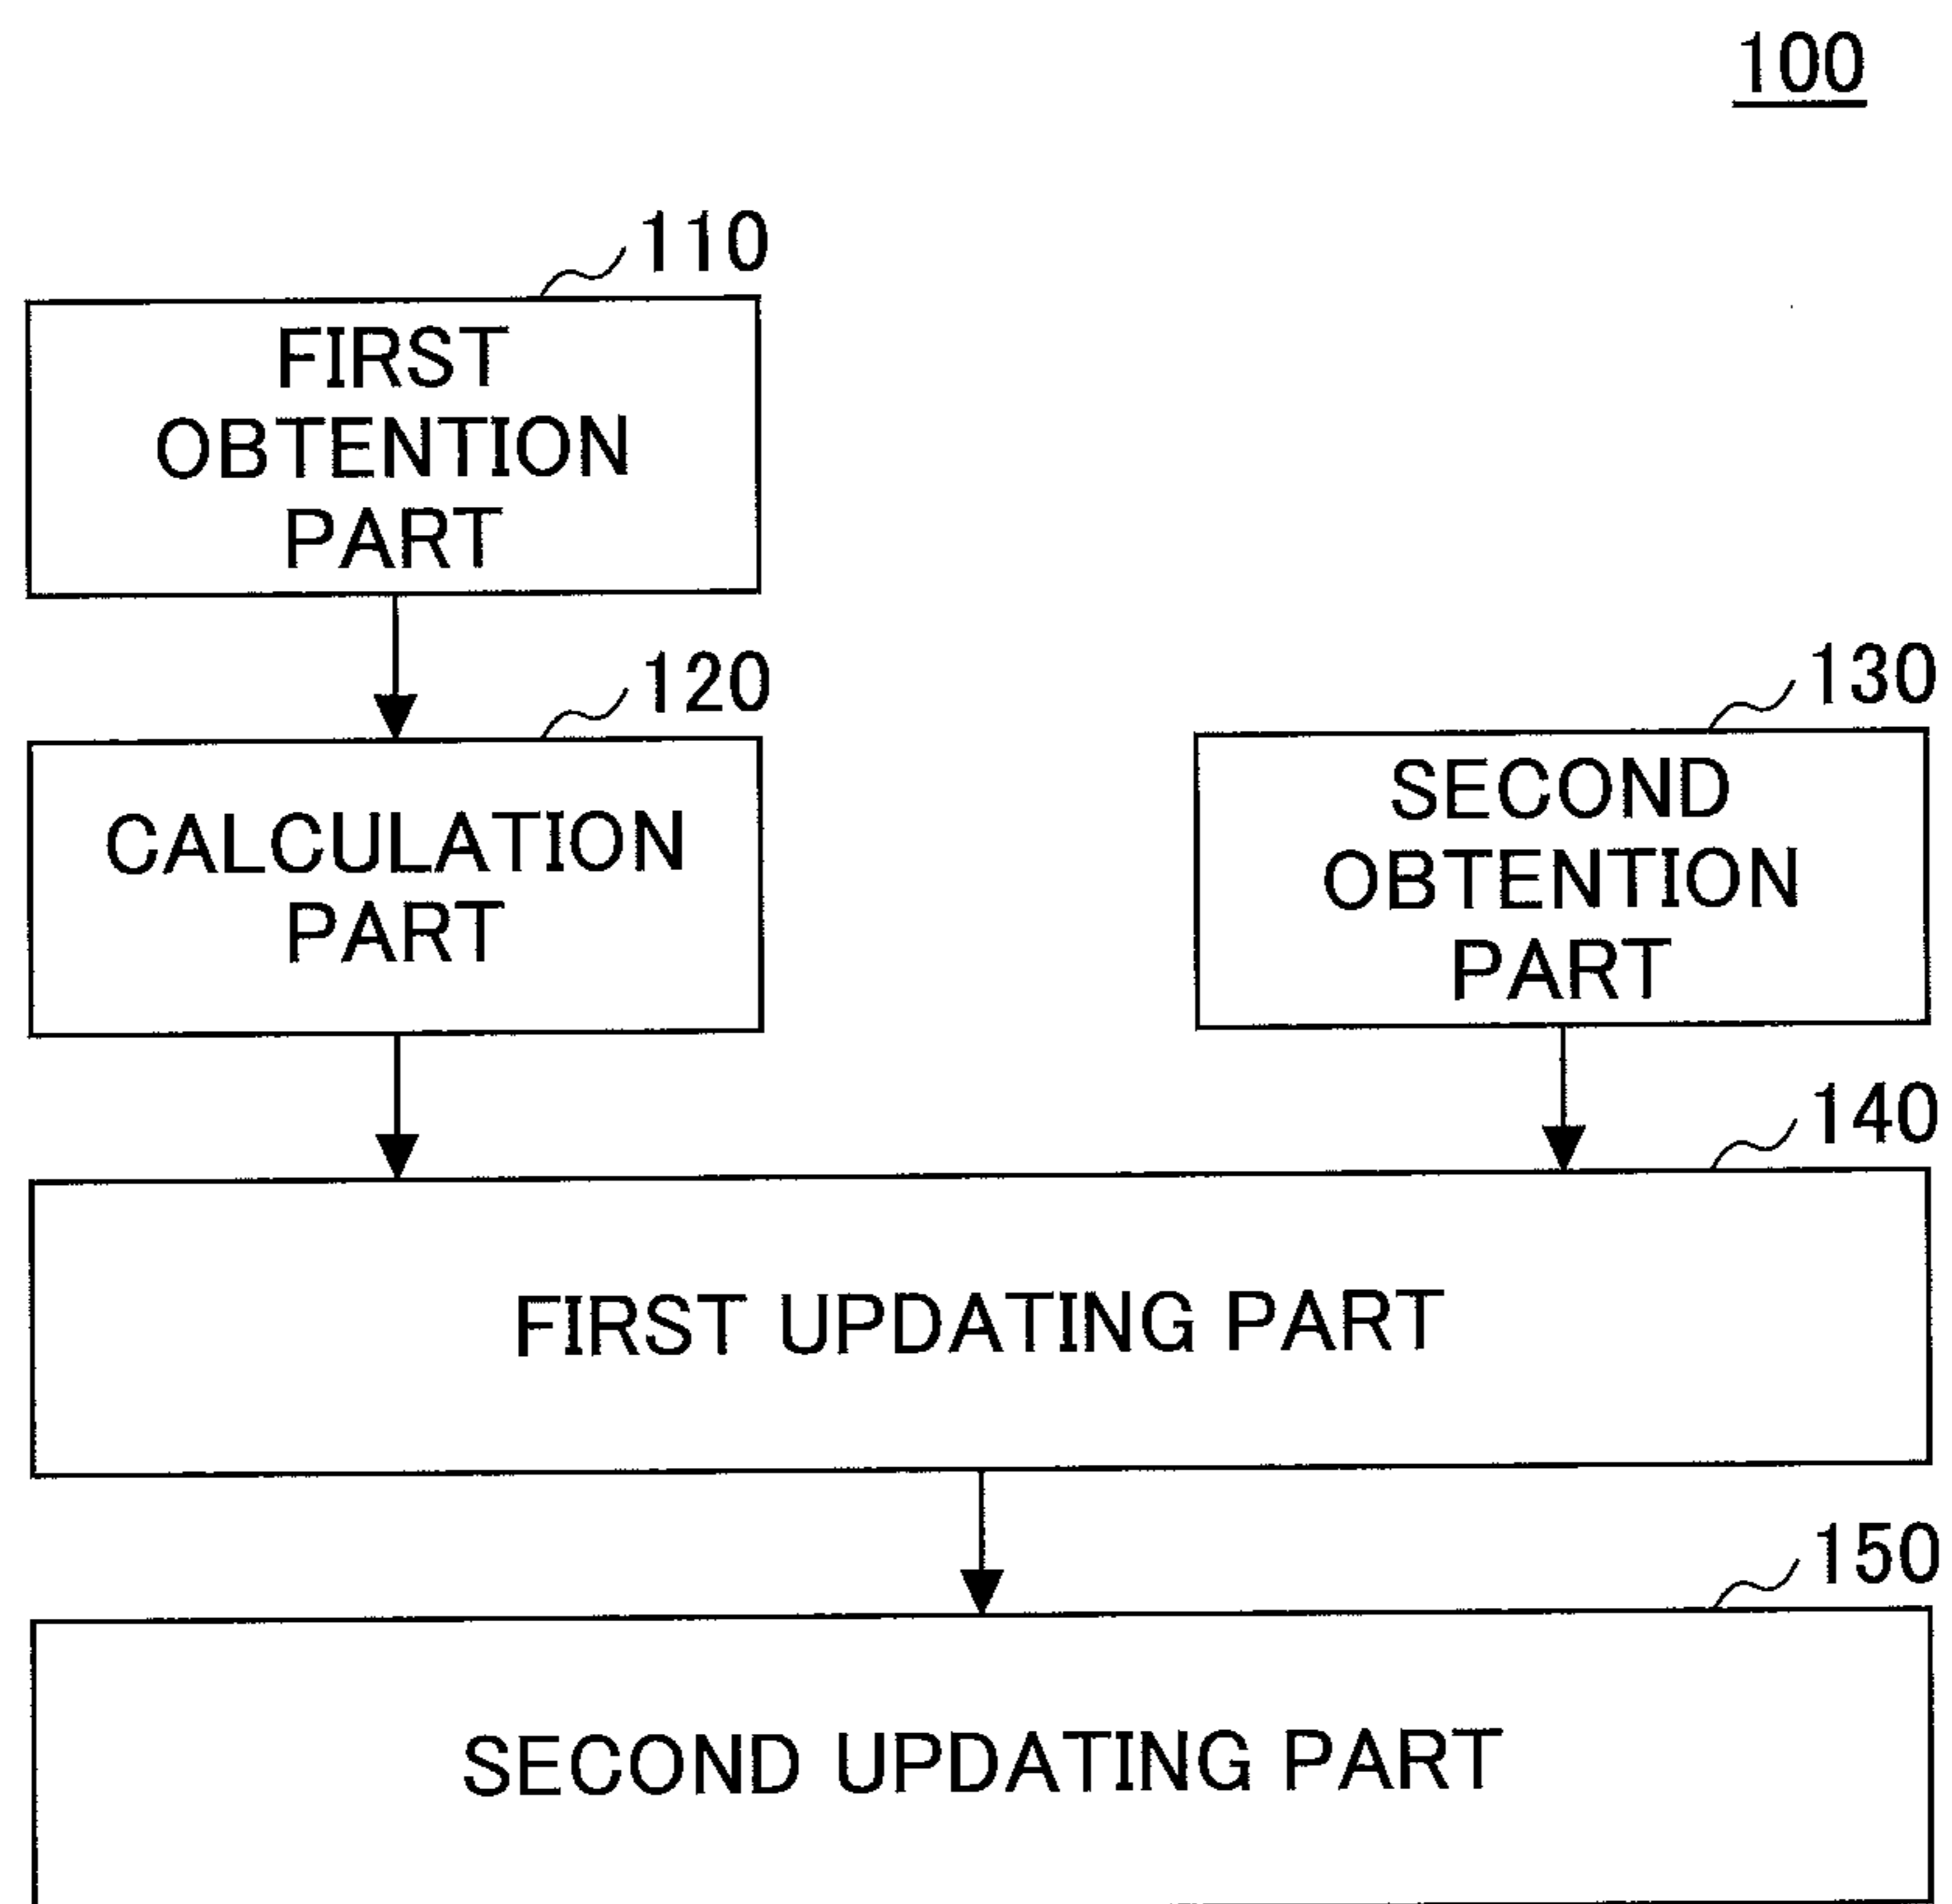 100
110
FIRST
OBTENTION
PART
120
CALCULATION
PART
130
SECOND
OBTENTION
PART
140
FIRST UPDATING PART
150
SECOND UPDATING PART